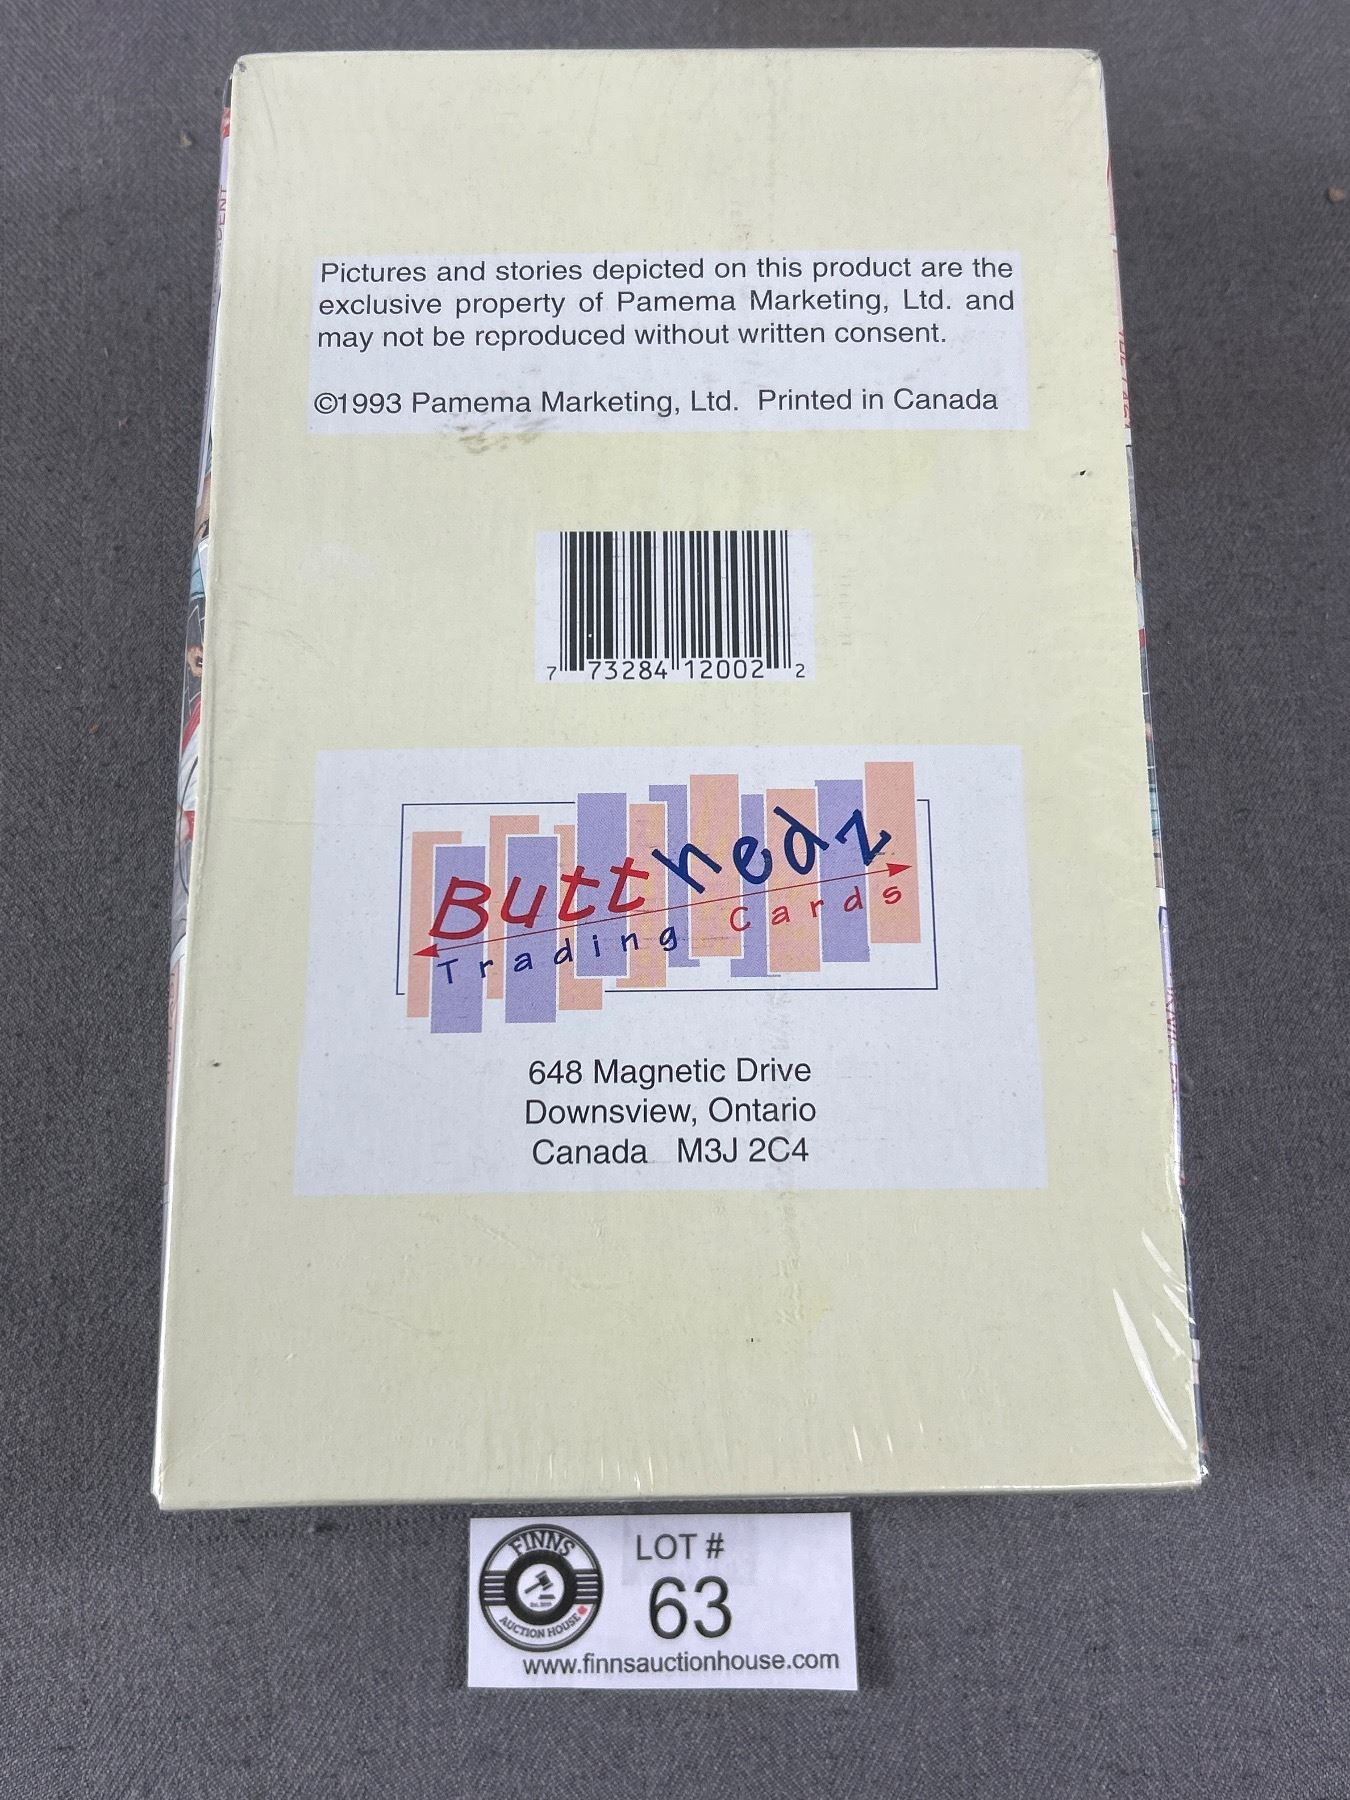 Pictures and stories depicted on this product are the
exclusive property of Pamema Marketing, Ltd. and
may not be reproduced without written consent.
©1993 Pamema Marketing, Ltd. Printed in Canada
7 73284 12002 2
Butthedz
Trading Cards
648 Magnetic Drive
Downsview, Ontario
Canada M3J 2C4
FINNS
AUCTION HOUSE
LOT #
63
www.finnsauctionhouse.com